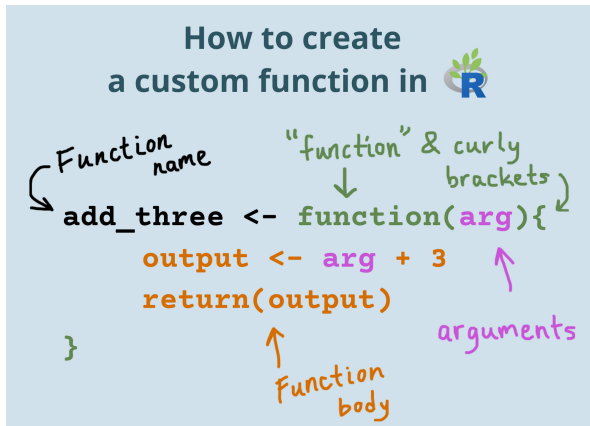 How to create
a custom function in R
Function
name
"function" & curly
brackets
add_three <- function(arg){
output <- arg + 3
return(output)
}
arguments
Function
body